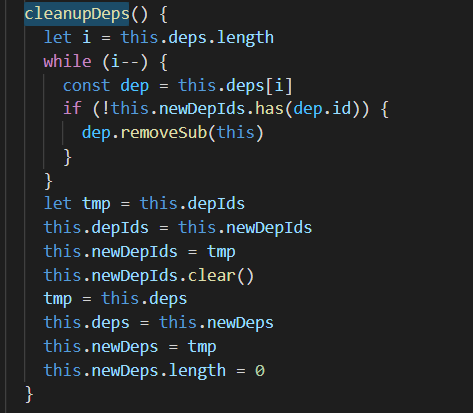 cleanupDeps() {
let i = this.deps.length
while (i--) {
const dep = this.deps[i]
if (!this.newDepIds.has(dep.id)) {
dep.removeSub(this)
}
}
let tmp = this.depIds
this.depIds = this.newDepIds
this.newDepIds = tmp
this.newDepIds.clear()
tmp = this.deps
this.deps = this.newDeps
this.newDeps = tmp
this.newDeps.length = 0
}